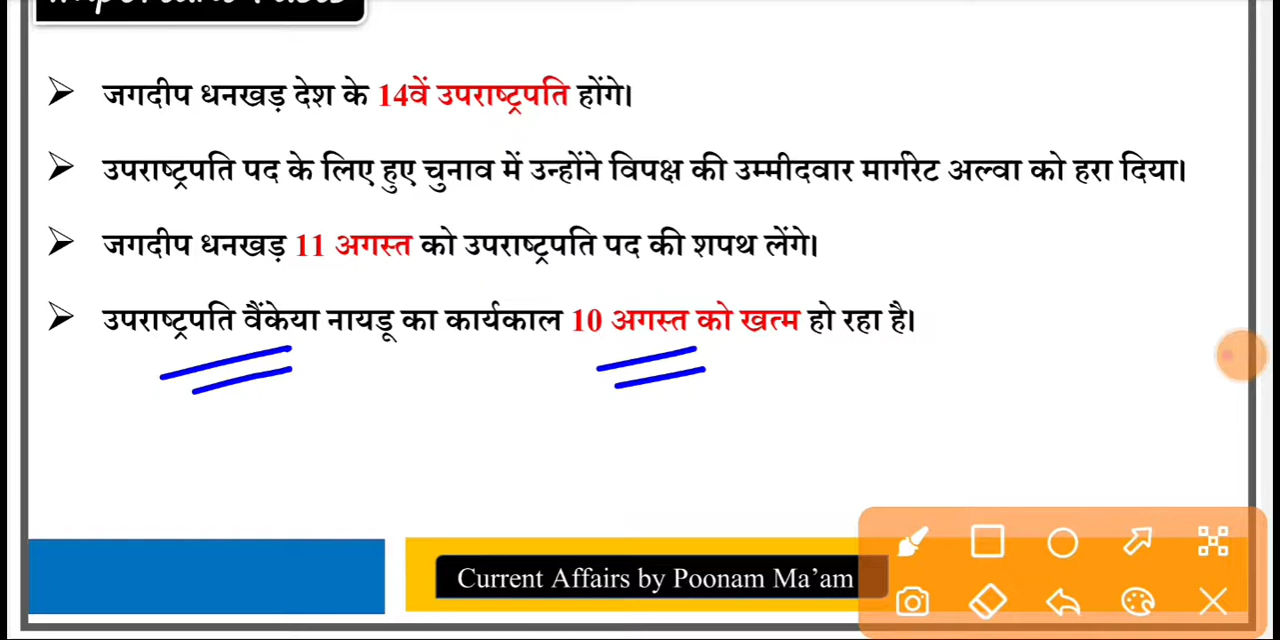 जगदीप धनखड़ देश के 14वें उपराष्ट्रपति होंगे।
उपराष्ट्रपति पद के लिए हुए चुनाव में उन्होंने विपक्ष की उम्मीदवार मार्गरेट अल्वा को हरा दिया।
जगदीप धनखड़ 11 अगस्त को उपराष्ट्रपति पद की शपथ लेंगे।
उपराष्ट्रपति वैंकेया नायडू का कार्यकाल 10 अगस्त को खत्म हो रहा है।
Current Affairs by Poonam Ma’am